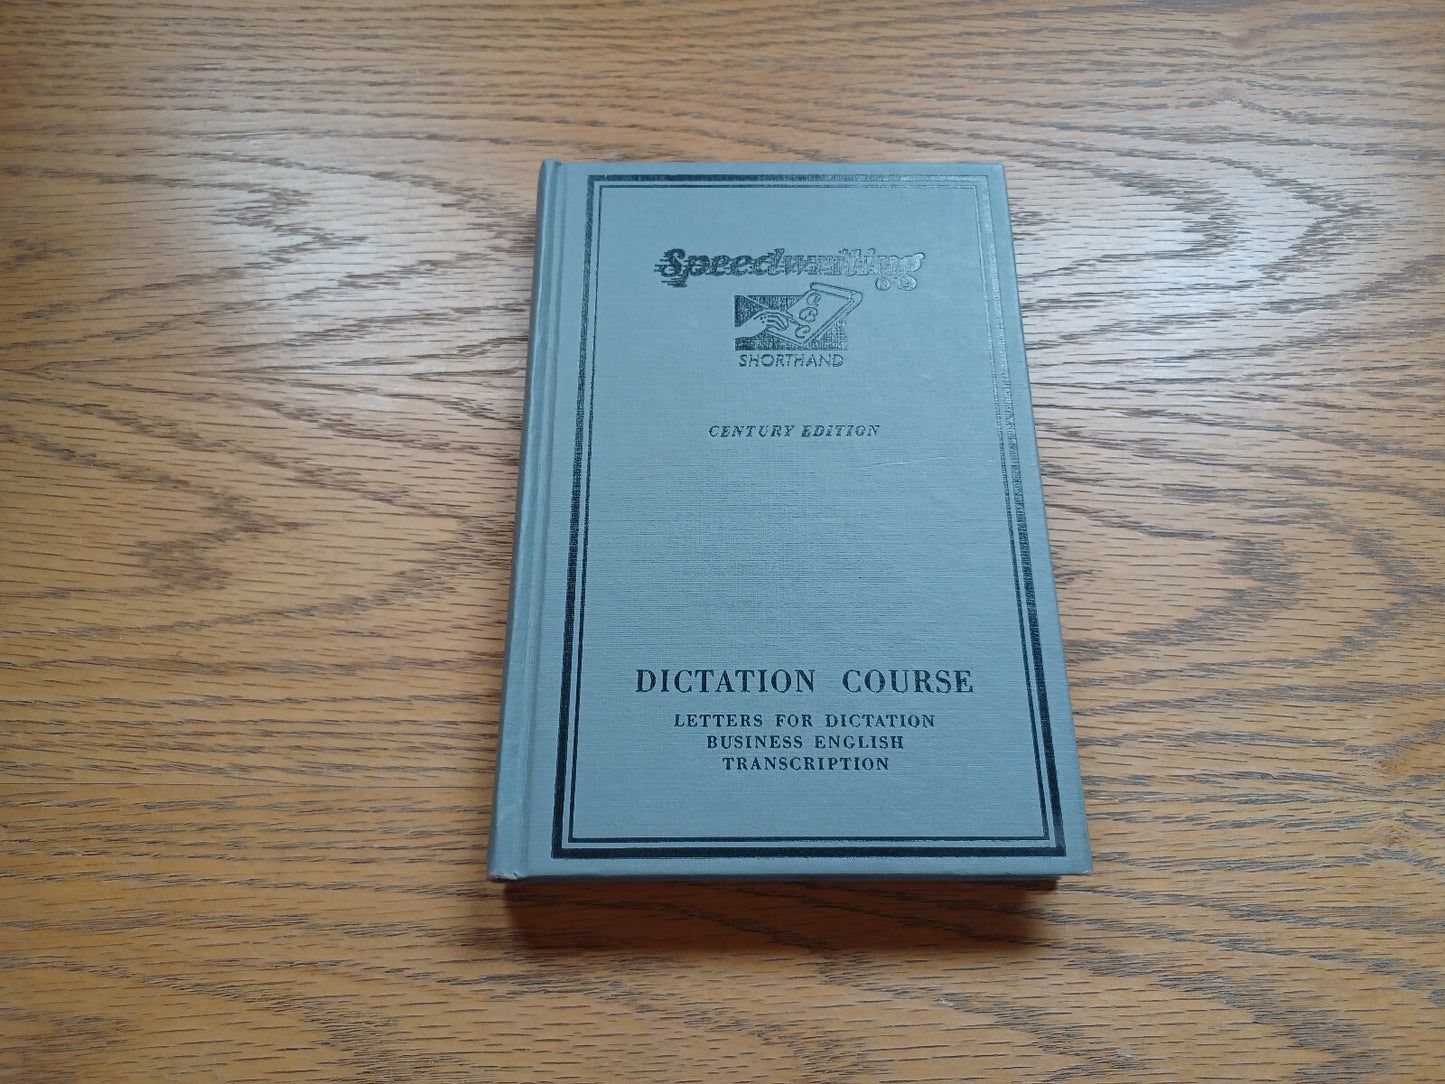 Speedwriting
SHORTHAND
CENTURY EDITION
DICTATION COURSE
LETTERS FOR DICTATION
BUSINESS ENGLISH
TRANSCRIPTION